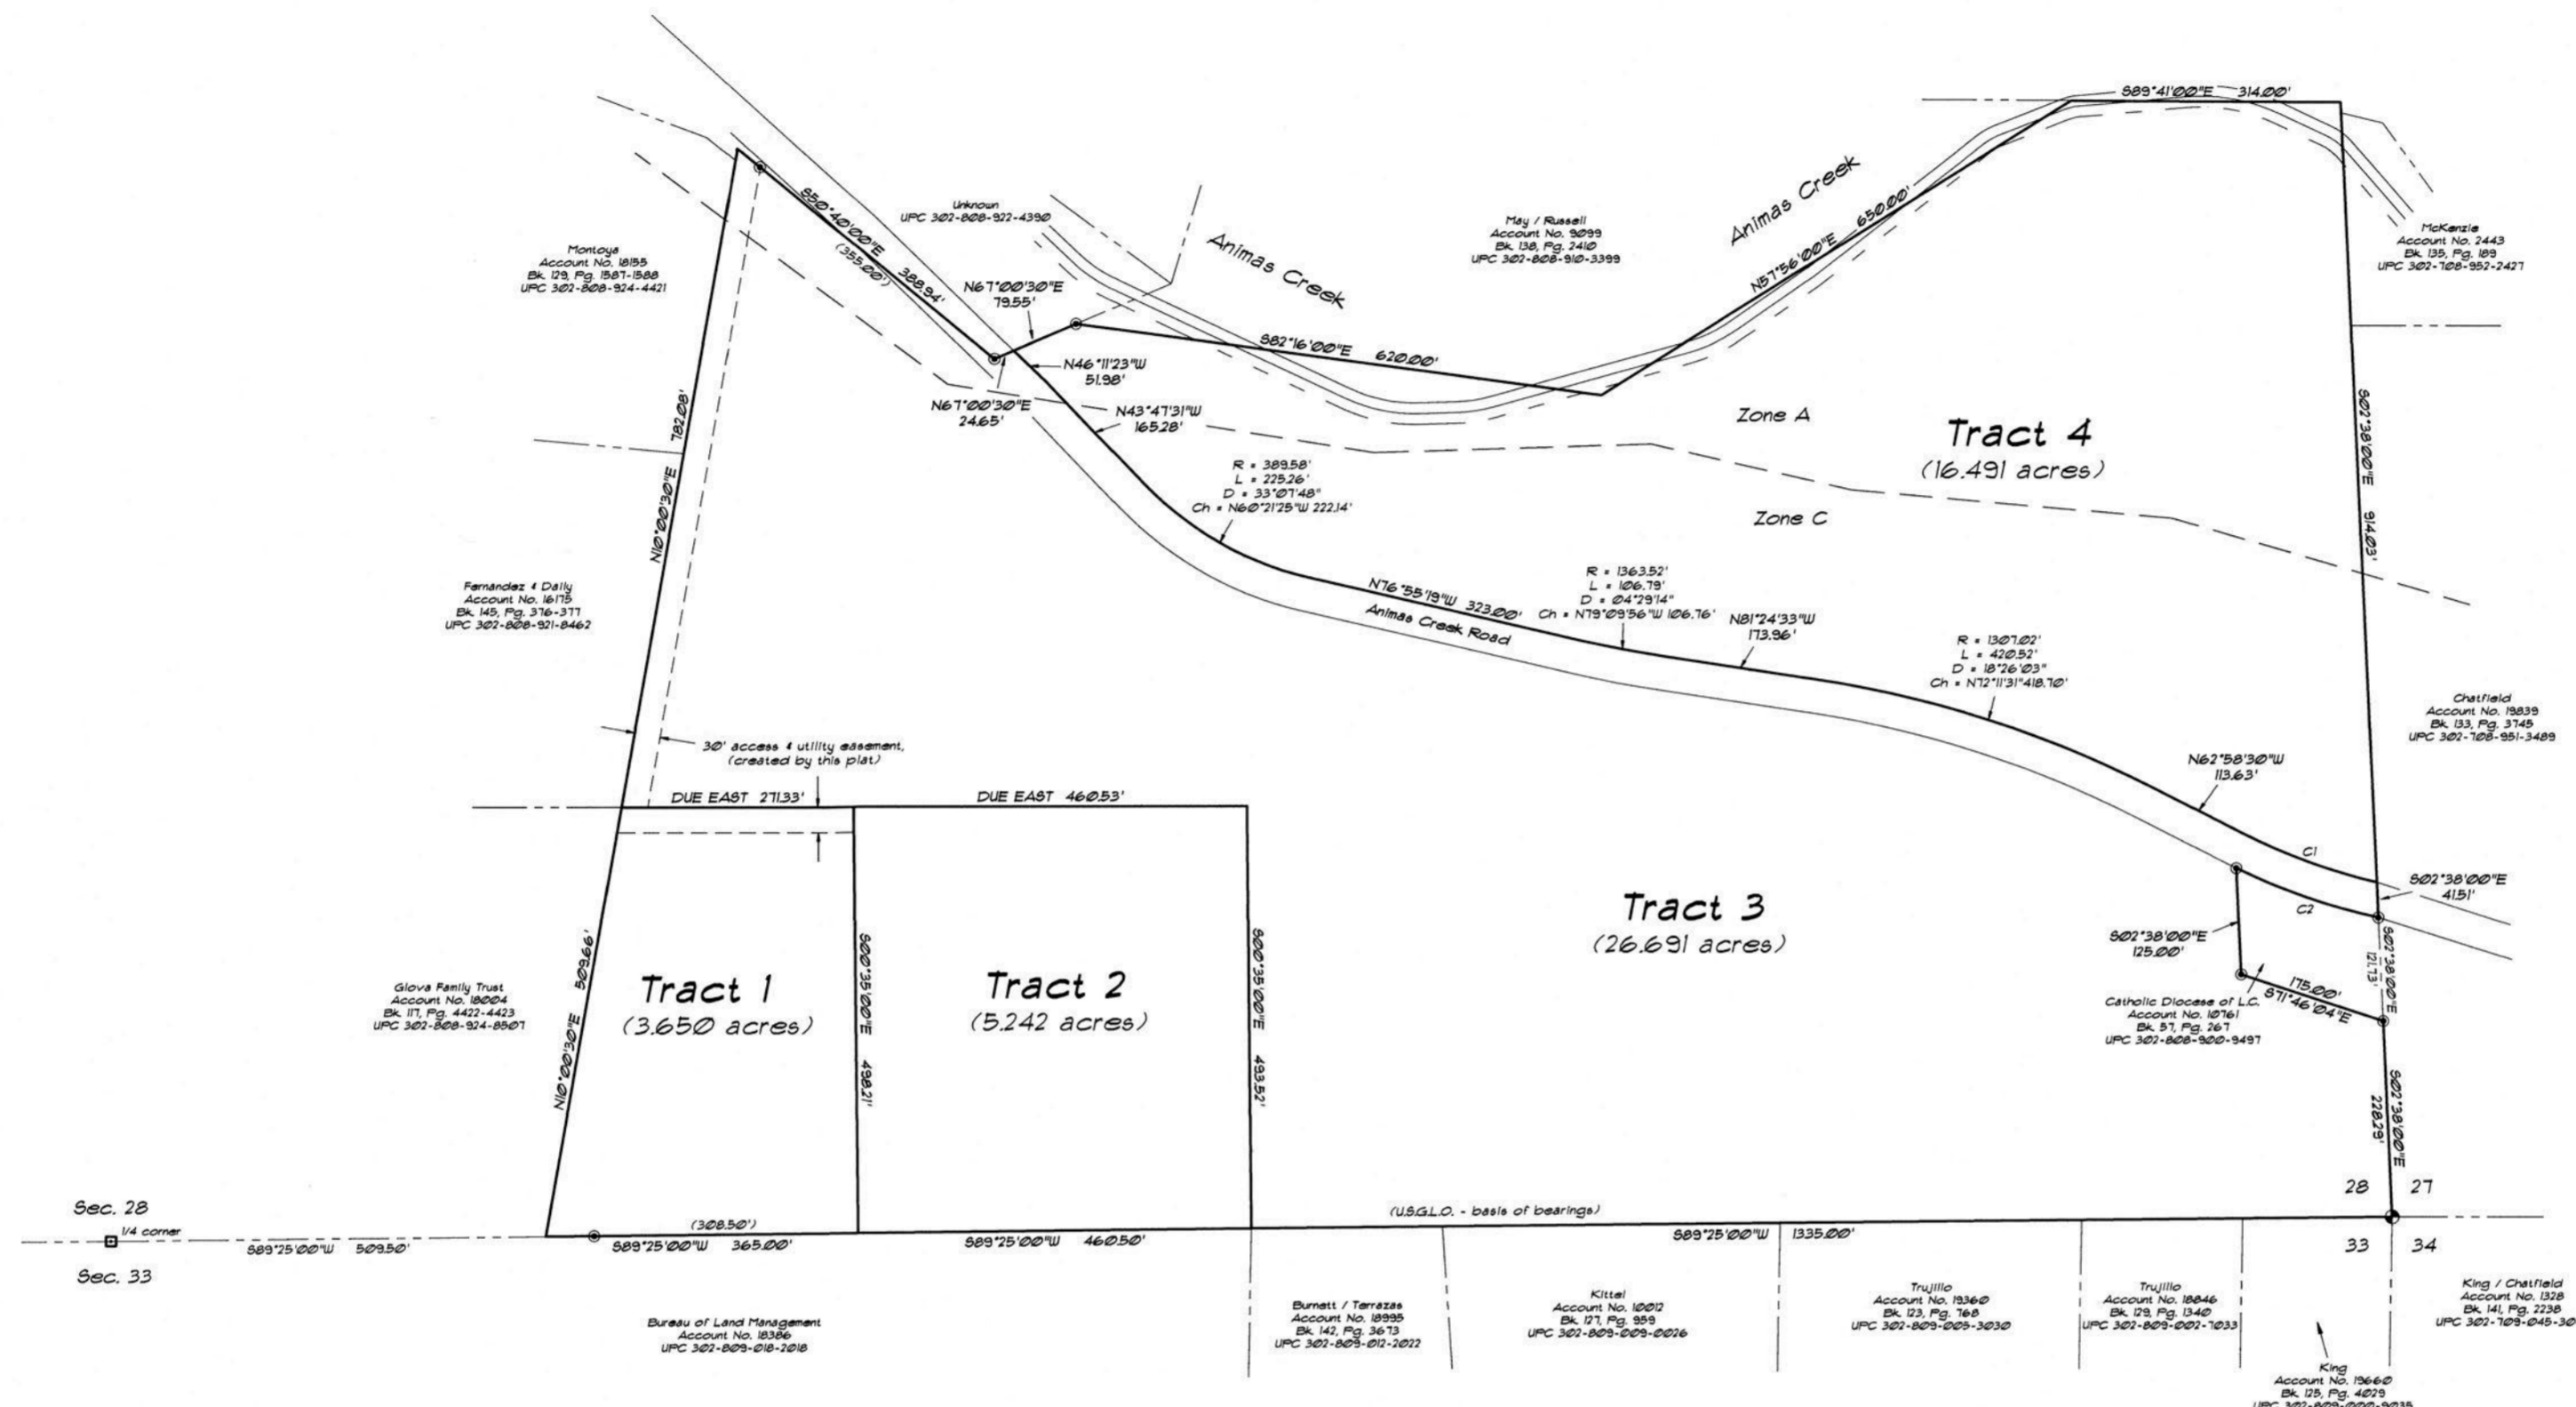 S89°41'00"E 314.00'
Animas Creek
N57°56'00"E 650.00'
Unknown
UPC 302-808-922-4390
May / Russell
Account No. 9099
Bk. 138, Pg. 2410
UPC 302-808-910-3399
McKenzie
Account No. 2443
Bk. 135, Pg. 189
UPC 302-708-952-2427
Montoya
Account No. 18155
Bk. 129, Pg. 1587-1588
UPC 302-808-924-4421
S50°40'00"E 388.94'
(355.00')
Animas Creek
N67°00'30"E
79.55'
S82°16'00"E 620.00'
N46°11'23"W
51.98'
N67°00'30"E
24.65'
N43°47'31"W
165.28'
Zone A
Tract 4
(16.491 acres)
S02°38'00"E 914.03'
Zone C
N10°00'30"E 782.08'
R = 389.58'
L = 225.26'
D = 33°07'48"
Ch = N60°21'25"W 222.14'
Fernandez & Daily
Account No. 16175
Bk. 145, Pg. 376-377
UPC 302-808-921-8462
N76°55'19"W 323.00'
Animas Creek Road
R = 1363.52'
L = 106.79'
D = 04°29'14"
Ch = N79°09'56"W 106.76'
N81°24'33"W
173.96'
R = 1307.02'
L = 420.52'
D = 18°26'03"
Ch = N72°11'31"418.70'
Chatfield
Account No. 19839
Bk. 133, Pg. 3745
UPC 302-708-951-3489
30' access & utility easement,
(created by this plat)
N62°58'30"W
113.63'
DUE EAST 271.33'
DUE EAST 460.53'
C1
S02°38'00"E
41.51'
C2
S02°38'00"E
125.00'
S02°38'00"E
121.73'
175.00'
S71°46'04"E
Catholic Diocese of L.C.
Account No. 10761
Bk. 57, Pg. 267
UPC 302-808-900-9497
Tract 3
(26.691 acres)
Glova Family Trust
Account No. 18004
Bk. 117, Pg. 4422-4423
UPC 302-808-924-8507
N10°00'30"E 509.66'
Tract 1
(3.650 acres)
S00°35'00"E 498.21'
Tract 2
(5.242 acres)
S00°35'00"E 493.52'
S02°38'00"E
228.29'
28 27
33 34
Sec. 28
1/4 corner
Sec. 33
S89°25'00"W 509.50'
(308.50')
S89°25'00"W 365.00'
S89°25'00"W 460.50'
(U.S.G.L.O. - basis of bearings)
S89°25'00"W 1335.00'
Bureau of Land Management
Account No. 18386
UPC 302-809-018-2018
Burnett / Terrazas
Account No. 18995
Bk. 142, Pg. 3673
UPC 302-809-012-2022
Kittel
Account No. 10012
Bk. 127, Pg. 959
UPC 302-809-009-0026
Trujillo
Account No. 19360
Bk. 123, Pg. 768
UPC 302-809-005-3030
Trujillo
Account No. 18846
Bk. 129, Pg. 1340
UPC 302-809-002-7033
King / Chatfield
Account No. 1328
Bk. 141, Pg. 2238
UPC 302-709-045-30
King
Account No. 19660
Bk. 125, Pg. 4029
UPC 302-809-000-9035